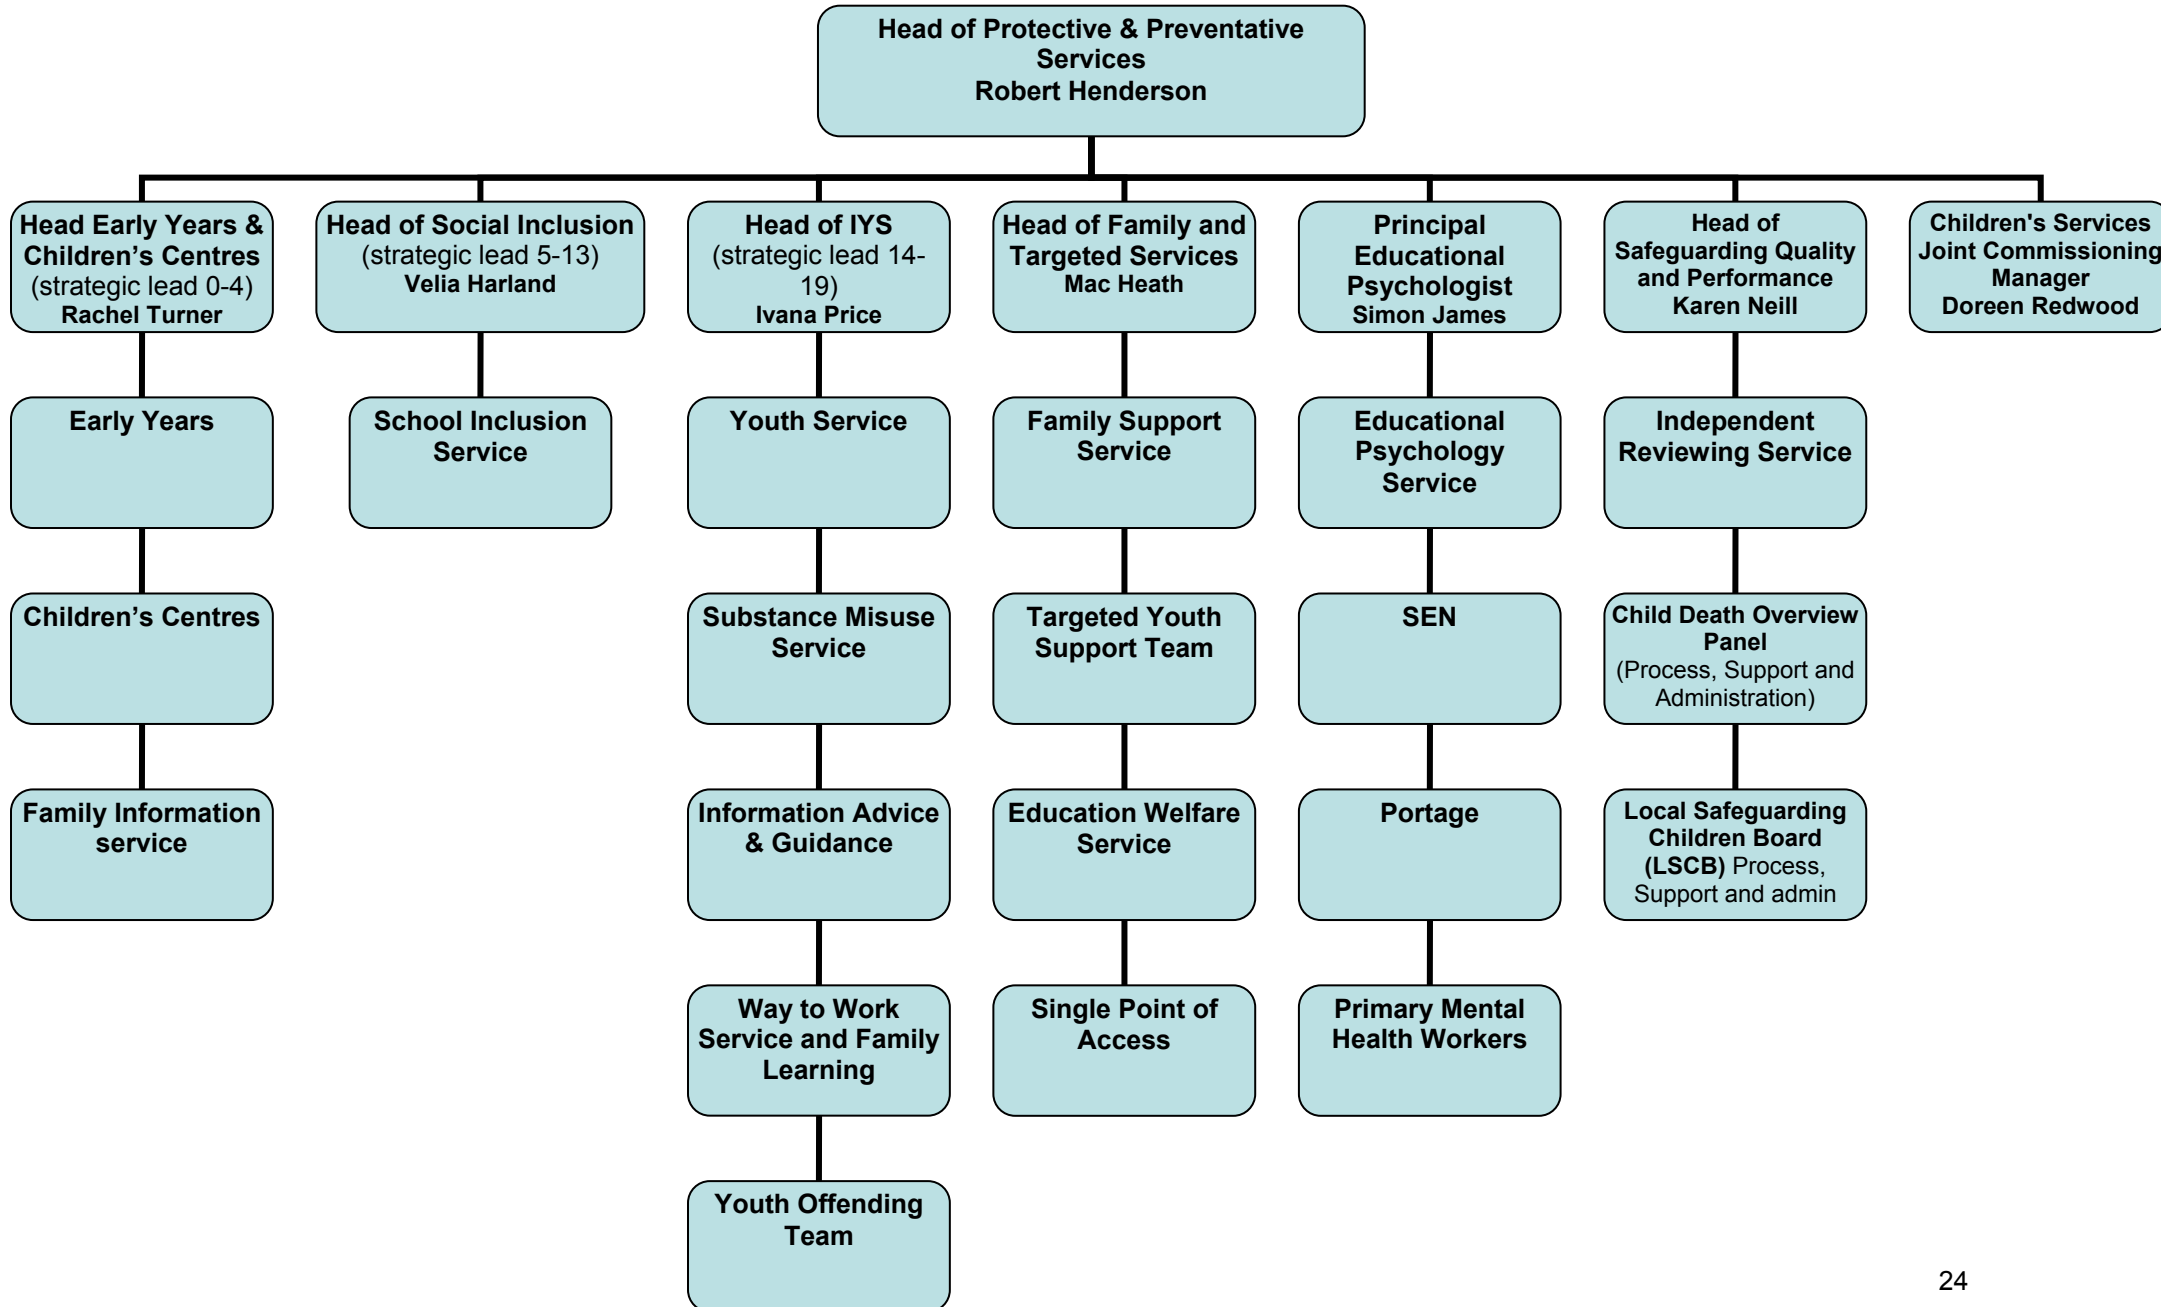 Head of Protective & Preventative
Services
Robert Henderson
Head Early Years &
Children’s Centres
(strategic lead 0-4)
Rachel Turner
Head of Social Inclusion
(strategic lead 5-13)
Velia Harland
Head of IYS
(strategic lead 14-
19)
Ivana Price
Head of Family and
Targeted Services
Mac Heath
Principal
Educational
Psychologist
Simon James
Head of
Safeguarding Quality
and Performance
Karen Neill
Children's Services
Joint Commissioning
Manager
Doreen Redwood
Early Years
School Inclusion
Service
Youth Service
Family Support
Service
Educational
Psychology
Service
Independent
Reviewing Service
Children’s Centres
Substance Misuse
Service
Targeted Youth
Support Team
SEN
Child Death Overview
Panel
(Process, Support and
Administration)
Family Information
service
Information Advice
& Guidance
Education Welfare
Service
Portage
Local Safeguarding
Children Board
(LSCB) Process,
Support and admin
Way to Work
Service and Family
Learning
Single Point of
Access
Primary Mental
Health Workers
Youth Offending
Team
24